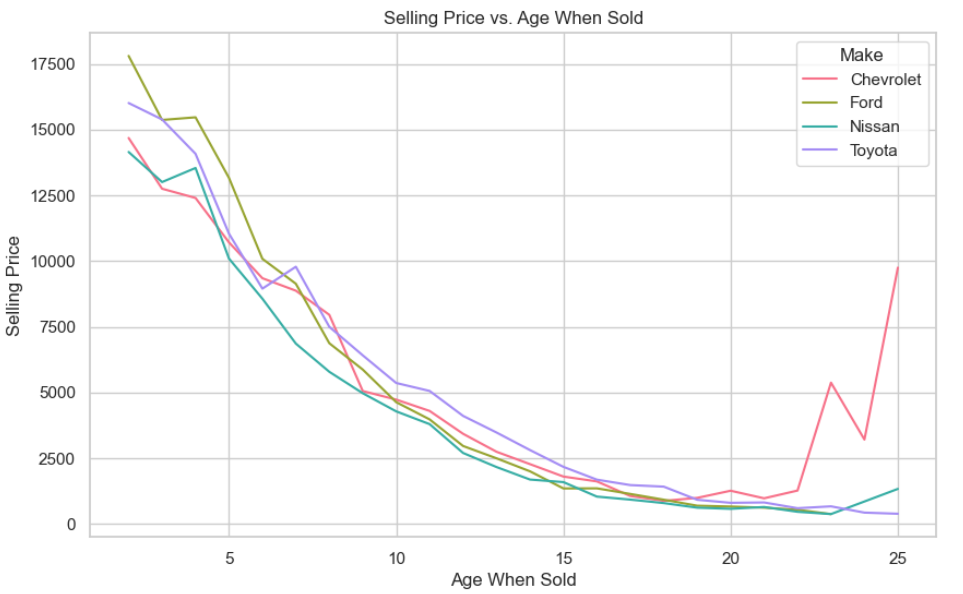 Selling Price vs. Age When Sold
Make
Chevrolet
Ford
Nissan
Toyota
17500
15000
12500
10000
7500
5000
2500
0
Selling Price
5 10 15 20 25
Age When Sold